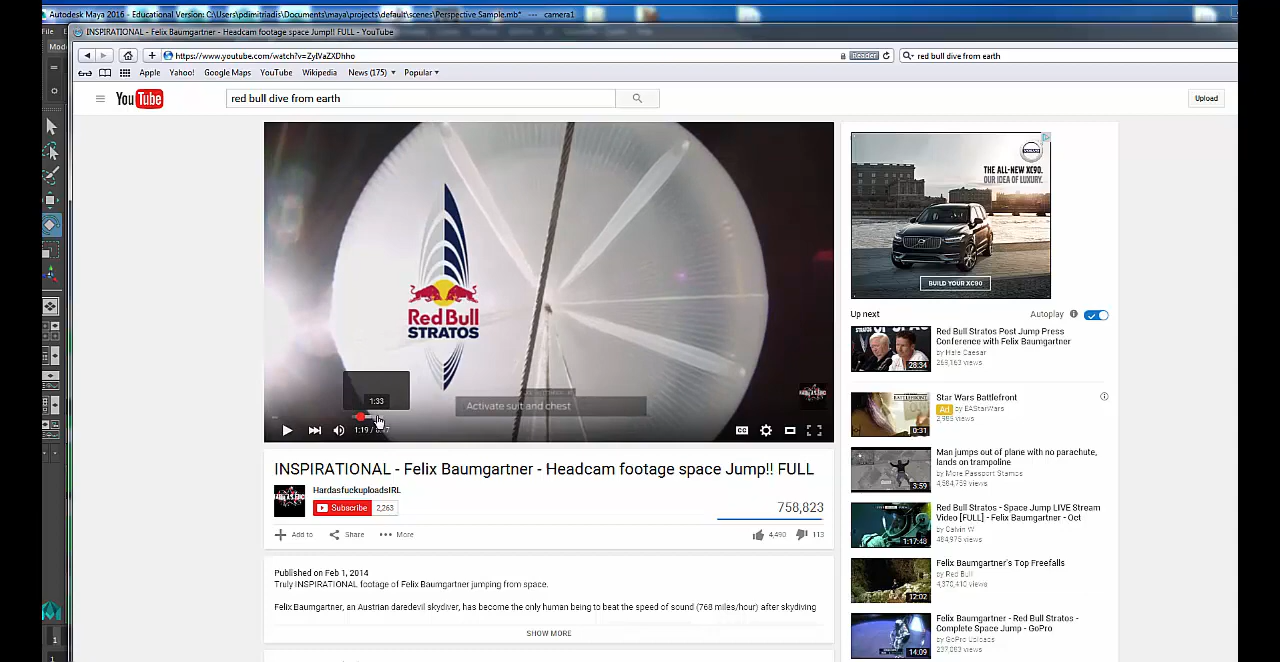 Autodesk Maya 2016 - Educational Version: C:\Users\pdimitriadis\Documents\maya\projects\default\scenes\Perspective Sample.mb* --- camera1
File
INSPIRATIONAL - Felix Baumgartner - Headcam footage space Jump!! FULL - YouTube
Mod
https://www.youtube.com/watch?v=ZyIVaZXDhho
Reader
red bull dive from earth
Apple Yahoo! Google Maps YouTube Wikipedia News (175) Popular
YouTube
red bull dive from earth
Upload
THE ALL-NEW XC90.
OUR IDEA OF LUXURY.
BUILD YOUR XC90
Red Bull
STRATOS
1:33
Activate suit and chest
1:19 /
Up next
Autoplay
Red Bull Stratos Post Jump Press
Conference with Felix Baumgartner
by Hale Caesar
269,163 views
28:34
Star Wars Battlefront
Ad by EAStarWars
2,985 views
0:31
Man jumps out of plane with no parachute,
lands on trampoline
by More Passport Stamps
4,584,759 views
3:59
Red Bull Stratos - Space Jump LIVE Stream
Video [FULL] - Felix Baumgartner - Oct
by Calvin W
484,975 views
1:17:48
Felix Baumgartner's Top Freefalls
by Red Bull
4,370,410 views
12:02
Felix Baumgartner - Red Bull Stratos -
Complete Space Jump - GoPro
by GoPro Uploads
237,083 views
14:09
INSPIRATIONAL - Felix Baumgartner - Headcam footage space Jump!! FULL
HardasfuckuploadsIRL
Subscribe 2,263
758,823
Add to Share More
4,490 113
Published on Feb 1, 2014
Truly INSPIRATIONAL footage of Felix Baumgartner jumping from space.
Felix Baumgartner, an Austrian daredevil skydiver, has become the only human being to beat the speed of sound (768 miles/hour) after skydiving
SHOW MORE
1
1